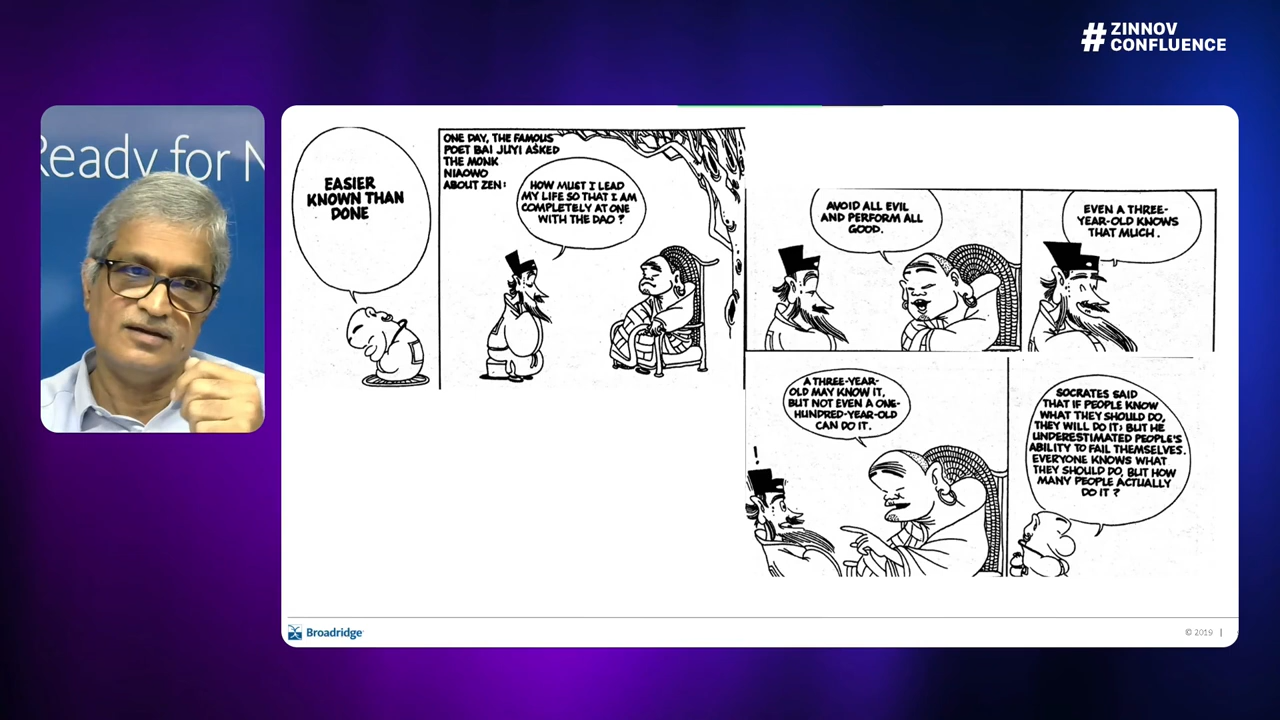 # ZINNOV
CONFLUENCE
Ready for N
EASIER
KNOWN THAN
DONE
ONE DAY, THE FAMOUS
POET BAI JUYI ASKED
THE MONK
NIAOWO
ABOUT ZEN:
HOW MUST I LEAD
MY LIFE SO THAT I AM
COMPLETELY AT ONE
WITH THE DAO?
AVOID ALL EVIL
AND PERFORM ALL
GOOD.
EVEN A THREE-
YEAR-OLD KNOWS
THAT MUCH.
A THREE-YEAR-
OLD MAY KNOW IT,
BUT NOT EVEN A ONE-
HUNDRED-YEAR-OLD
CAN DO IT.
!
SOCRATES SAID
THAT IF PEOPLE KNOW
WHAT THEY SHOULD DO,
THEY WILL DO IT; BUT HE
UNDERESTIMATED PEOPLE'S
ABILITY TO FAIL THEMSELVES.
EVERYONE KNOWS WHAT
THEY SHOULD DO, BUT HOW
MANY PEOPLE ACTUALLY
DO IT?
Broadridge
© 2019 |